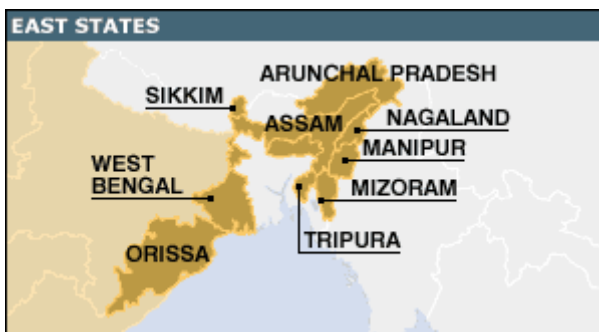 EAST STATES
ARUNCHAL PRADESH
SIKKIM
ASSAM
NAGALAND
MANIPUR
WEST
BENGAL
MIZORAM
TRIPURA
ORISSA